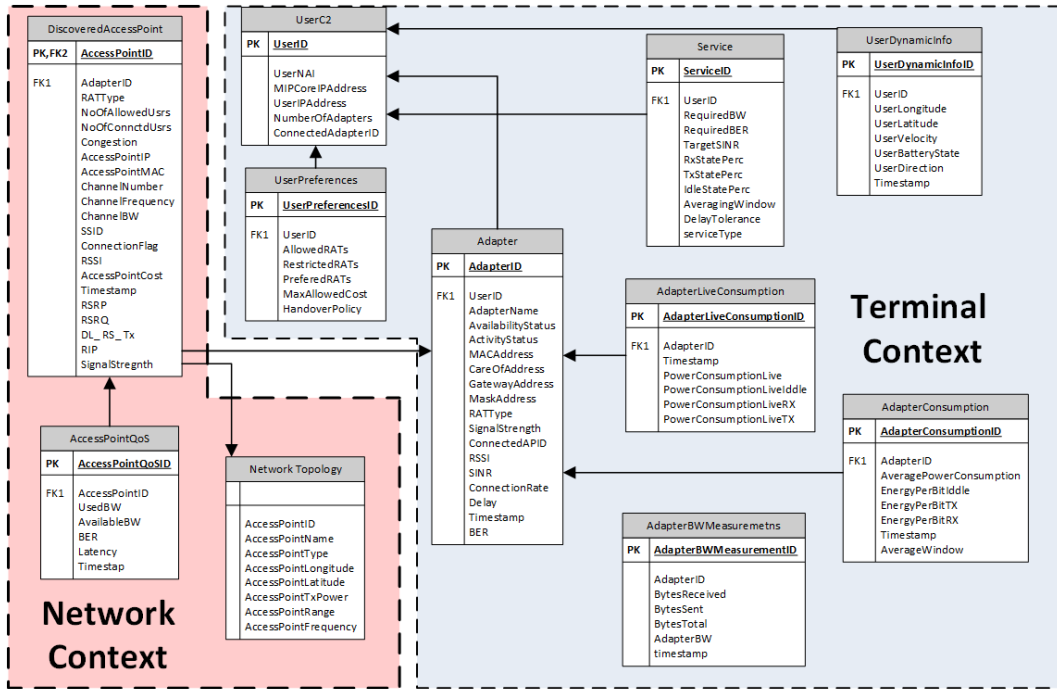 DiscoveredAccessPoint
PK,FK2 AccessPointID
FK1 AdapterID
RATType
NoOfAllowedUsrs
NoOfConnctdUsrs
Congestion
AccessPointIP
AccessPointMAC
ChannelNumber
ChannelFrequency
ChannelBW
SSID
ConnectionFlag
RSSI
AccessPointCost
Timestamp
RSRP
RSRQ
DL_RS_Tx
RIP
SignalStregnth
AccessPointQoS
PK AccessPointQoSID
FK1 AccessPointID
UsedBW
AvailableBW
BER
Latency
Timestap
Network Topology
AccessPointID
AccessPointName
AccessPointType
AccessPointLongitude
AccessPointLatitude
AccessPointTxPower
AccessPointRange
AccessPointFrequency
Network
Context
UserC2
PK UserID
UserNAI
MIPCoreIPAddress
UserIPAddress
NumberOfAdapters
ConnectedAdapterID
UserPreferences
PK UserPreferencesID
FK1 UserID
AllowedRATs
RestrictedRATs
PreferedRATs
MaxAllowedCost
HandoverPolicy
Adapter
PK AdapterID
FK1 UserID
AdapterName
AvailabilityStatus
ActivityStatus
MACAddress
CareOfAddress
GatewayAddress
MaskAddress
RATType
SignalStrength
ConnectedAPID
RSSI
SINR
ConnectionRate
Delay
Timestamp
BER
Service
PK ServiceID
FK1 UserID
RequiredBW
RequiredBER
TargetSINR
RxStatePerc
TxStatePerc
IdleStatePerc
AveragingWindow
DelayTolerance
serviceType
UserDynamicInfo
PK UserDynamicInfoID
FK1 UserID
UserLongitude
UserLatitude
UserVelocity
UserBatteryState
UserDirection
Timestamp
AdapterLiveConsumption
PK AdapterLiveConsumptionID
FK1 AdapterID
Timestamp
PowerConsumptionLive
PowerConsumptionLiveIddle
PowerConsumptionLiveRX
PowerConsumptionLiveTX
Terminal
Context
AdapterConsumption
PK AdapterConsumptionID
FK1 AdapterID
AveragePowerConsumption
EnergyPerBitIddle
EnergyPerBitTX
EnergyPerBitRX
Timestamp
AverageWindow
AdapterBWMeasuremetns
PK AdapterBWMeasurementID
AdapterID
BytesReceived
BytesSent
BytesTotal
AdapterBW
timestamp